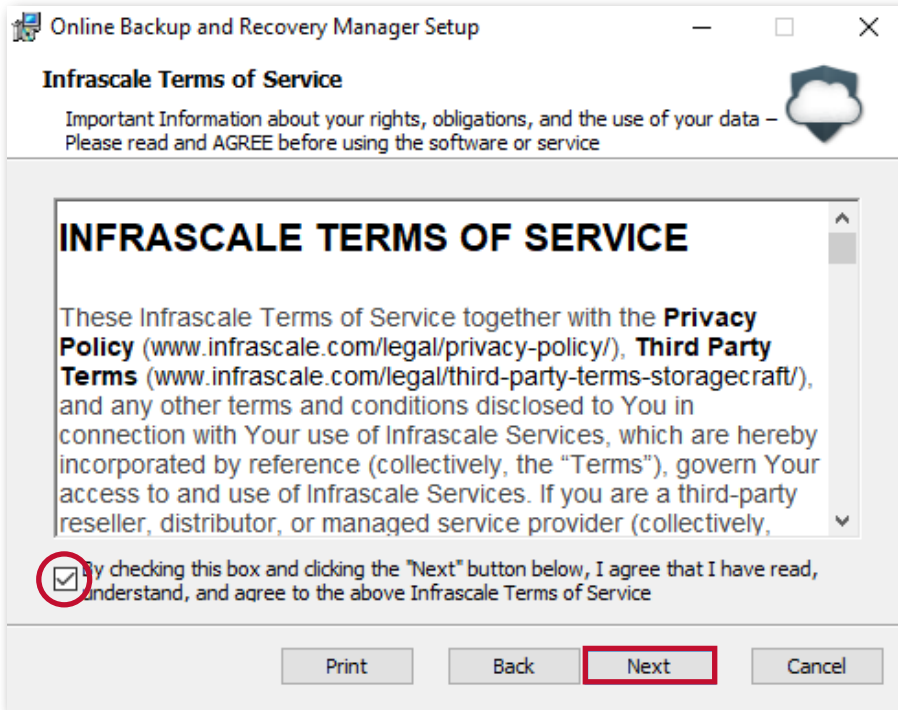 Online Backup and Recovery Manager Setup
Infrascale Terms of Service
Important Information about your rights, obligations, and the use of your data –
Please read and AGREE before using the software or service
INFRASCALE TERMS OF SERVICE
These Infrascale Terms of Service together with the Privacy
Policy (www.infrascale.com/legal/privacy-policy/), Third Party
Terms (www.infrascale.com/legal/third-party-terms-storagecraft/),
and any other terms and conditions disclosed to You in
connection with Your use of Infrascale Services, which are hereby
incorporated by reference (collectively, the “Terms”), govern Your
access to and use of Infrascale Services. If you are a third-party
reseller, distributor, or managed service provider (collectively,
By checking this box and clicking the "Next" button below, I agree that I have read,
understand, and agree to the above Infrascale Terms of Service
Print Back Next Cancel